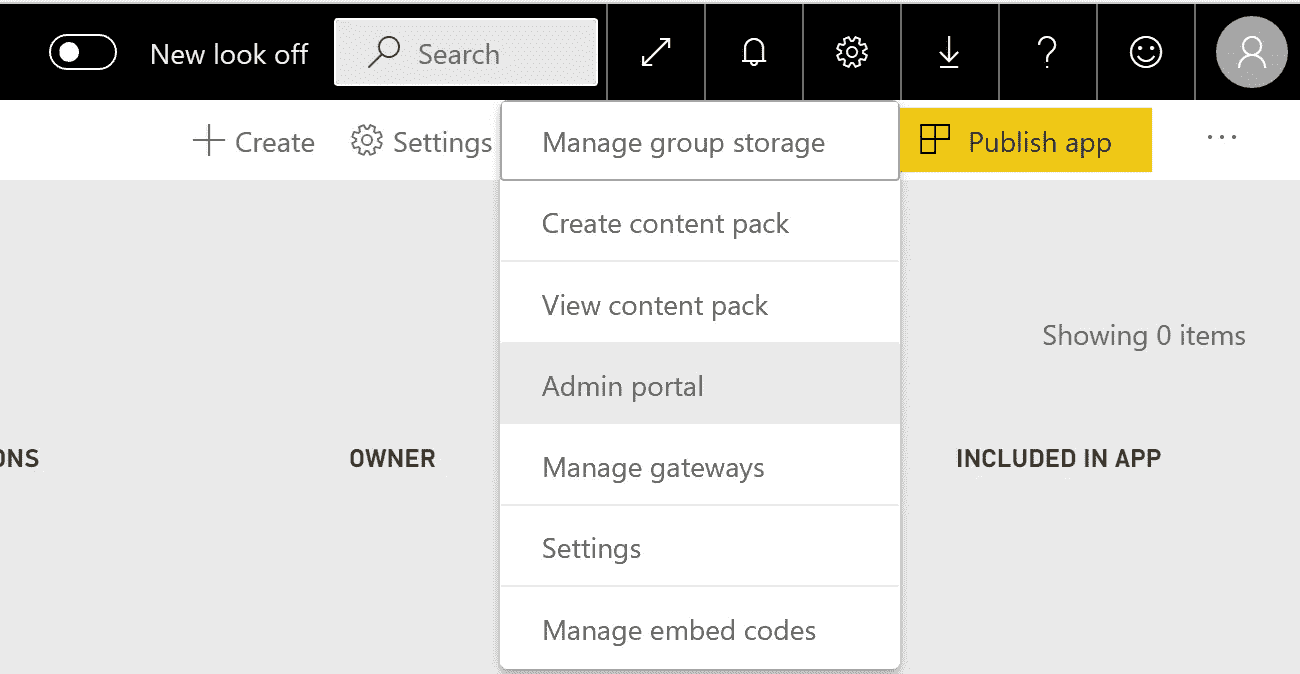 New look off
Search
Create
Settings
Manage group storage
Publish app
Create content pack
View content pack
Showing 0 items
Admin portal
ONS
OWNER
INCLUDED IN APP
Manage gateways
Settings
Manage embed codes